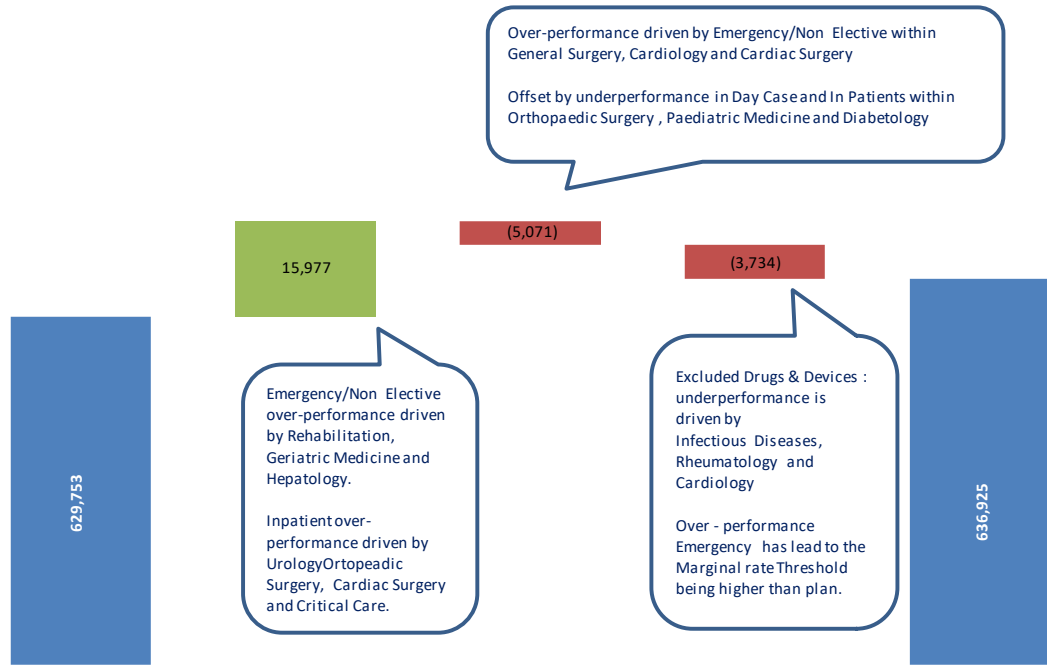 Over-performance driven by Emergency/Non Elective within
General Surgery, Cardiology and Cardiac Surgery
Offset by underperformance in Day Case and In Patients within
Orthopaedic Surgery , Paediatric Medicine and Diabetology
(5,071)
15,977
(3,734)
Emergency/Non Elective
over-performance driven
by Rehabilitation,
Geriatric Medicine and
Hepatology.
Inpatient over-
performance driven by
UrologyOrtopeadic
Surgery, Cardiac Surgery
and Critical Care.
Excluded Drugs & Devices :
underperformance is
driven by
Infectious Diseases,
Rheumatology and
Cardiology
Over - performance
Emergency has lead to the
Marginal rate Threshold
being higher than plan.
629,753
636,925